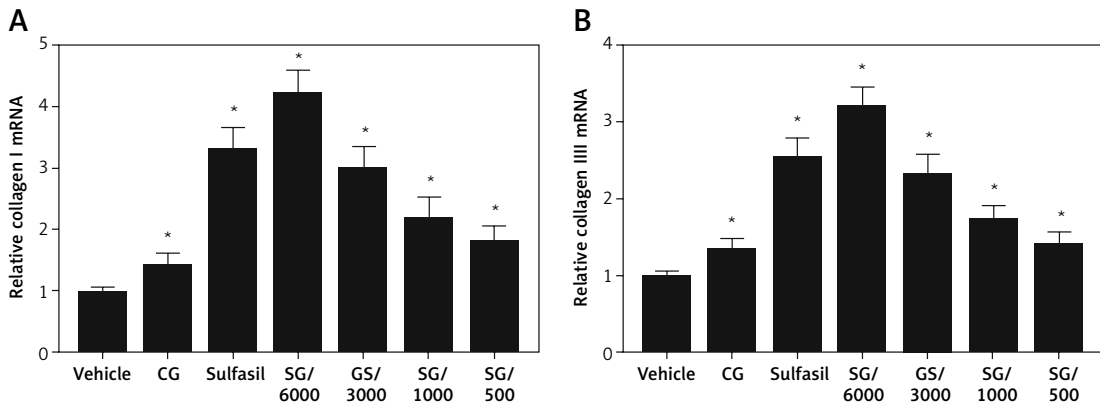 A
Relative collagen I mRNA
5
4
3
2
1
0
*
*
*
*
*
*
Vehicle CG Sulfasil SG/ GS/ SG/ SG/
6000 3000 1000 500
B
Relative collagen IIII mRNA
4
3
2
1
0
*
*
*
*
*
*
Vehicle CG Sulfasil SG/ GS/ SG/ SG/
6000 3000 1000 500